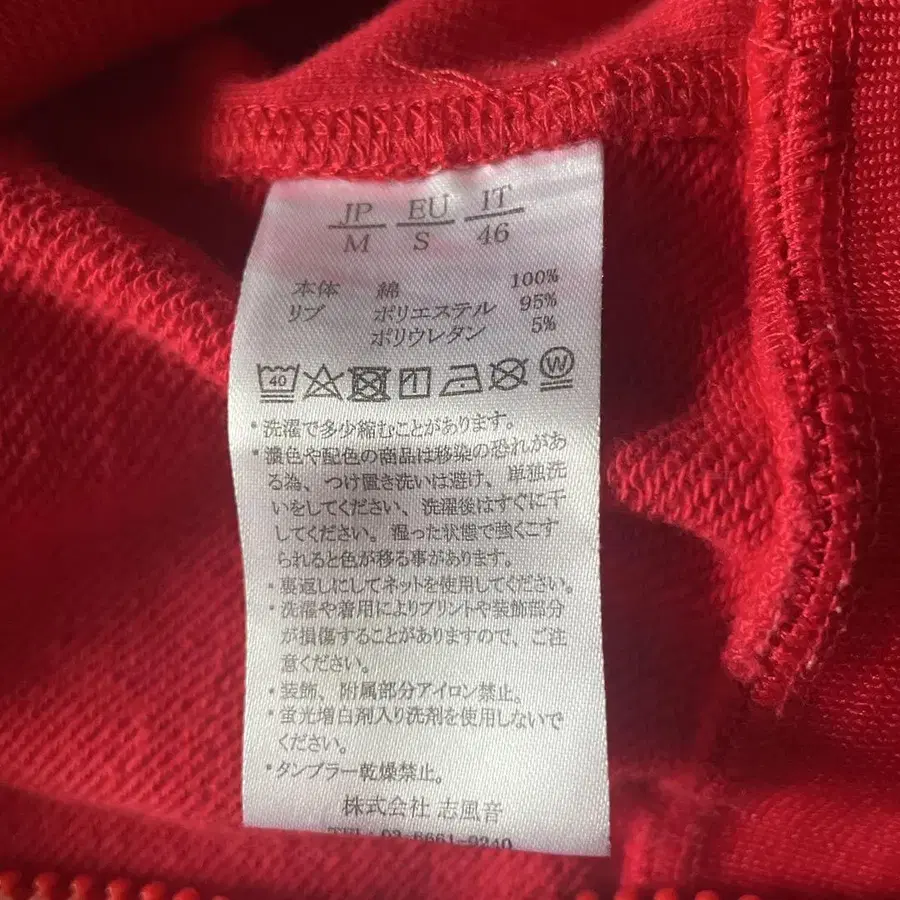 JP EU IT
M S 46
本体 綿 100%
リブ ポリエステル 95%
ポリウレタン 5%
40 W
・洗濯で多少縮むことがあります。
・濃色や配色の商品は移染の恐れがあ
る為、つけ置き洗いは避け、単独洗
いをしてください、洗濯後はすぐに干
してください。湿った状態で強くこす
られると色が移る事があります。
・裏返しにしてネットを使用してください。
・洗濯や着用によりプリントや装飾部分
が損傷することがありますので、ご注
意ください。
・装飾、附属部分アイロン禁止。
・蛍光増白剤入り洗剤を使用しないで
ください。
・タンブラー乾燥禁止。
株式会社 志風音
TEL:03-6661-9240